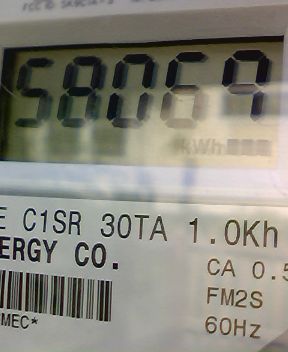 58069
kWh
E C1SR 30TA 1.0Kh
ERGY CO.
CA 0.5
FM2S
MEC*
60Hz